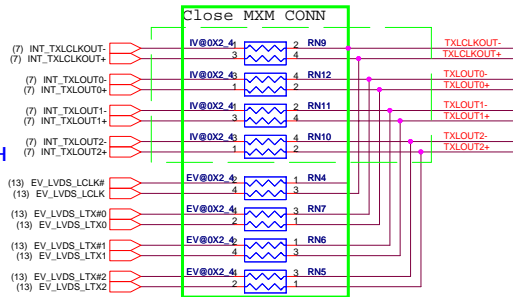 Close MXM CONN
(7) INT_TXLCLKOUT- IV@0X2_4 1 2 RN9 TXLCLKOUT-
(7) INT_TXLCLKOUT+ 3 4 TXLCLKOUT+
(7) INT_TXLOUT0- IV@0X2_4 3 4 RN12 TXLOUT0-
(7) INT_TXLOUT0+ 1 2 TXLOUT0+
(7) INT_TXLOUT1- IV@0X2_4 3 4 RN11 TXLOUT1-
(7) INT_TXLOUT1+ 1 2 TXLOUT1+
(7) INT_TXLOUT2- IV@0X2_4 3 4 RN10 TXLOUT2-
(7) INT_TXLOUT2+ 1 2 TXLOUT2+
H
(13) EV_LVDS_LCLK# EV@0X2_4 2 1 RN4
(13) EV_LVDS_LCLK 4 3
(13) EV_LVDS_LTX#0 EV@0X2_4 4 3 RN7
(13) EV_LVDS_LTX0 2 1
(13) EV_LVDS_LTX#1 EV@0X2_4 2 1 RN6
(13) EV_LVDS_LTX1 4 3
(13) EV_LVDS_LTX#2 EV@0X2_4 4 3 RN5
(13) EV_LVDS_LTX2 2 1